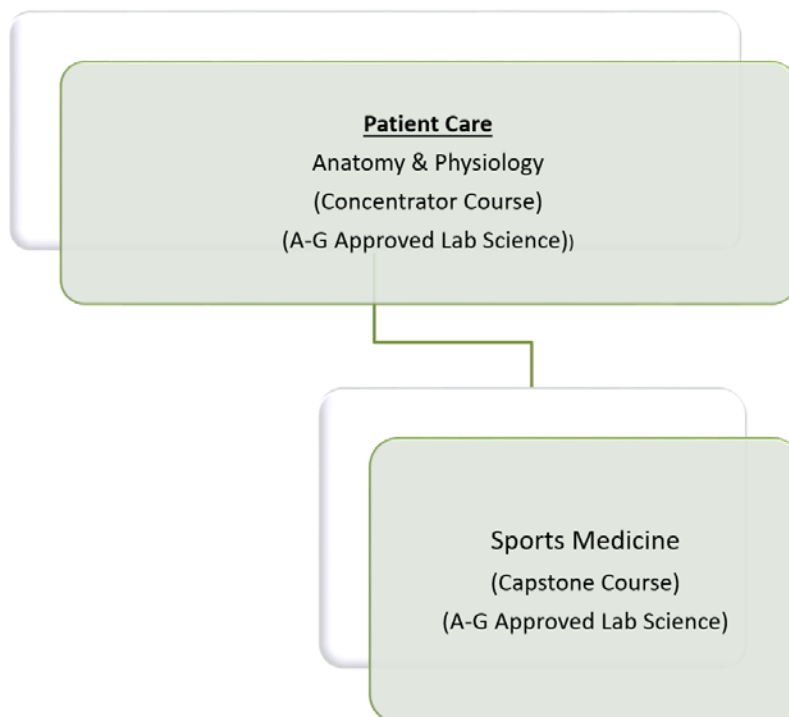 Patient Care
Anatomy & Physiology
(Concentrator Course)
(A-G Approved Lab Science))
Sports Medicine
(Capstone Course)
(A-G Approved Lab Science)